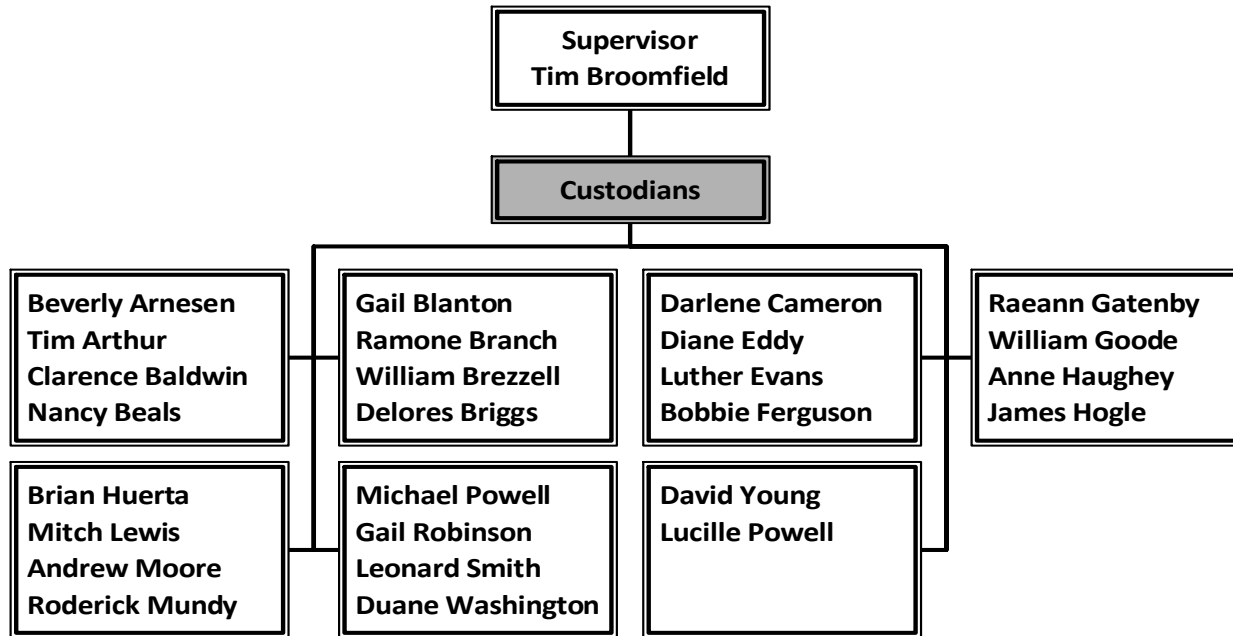 Supervisor
Tim Broomfield
Custodians
Beverly Arnesen
Tim Arthur
Clarence Baldwin
Nancy Beals
Gail Blanton
Ramone Branch
William Brezzell
Delores Briggs
Darlene Cameron
Diane Eddy
Luther Evans
Bobbie Ferguson
Raeann Gatenby
William Goode
Anne Haughey
James Hogle
Brian Huerta
Mitch Lewis
Andrew Moore
Roderick Mundy
Michael Powell
Gail Robinson
Leonard Smith
Duane Washington
David Young
Lucille Powell